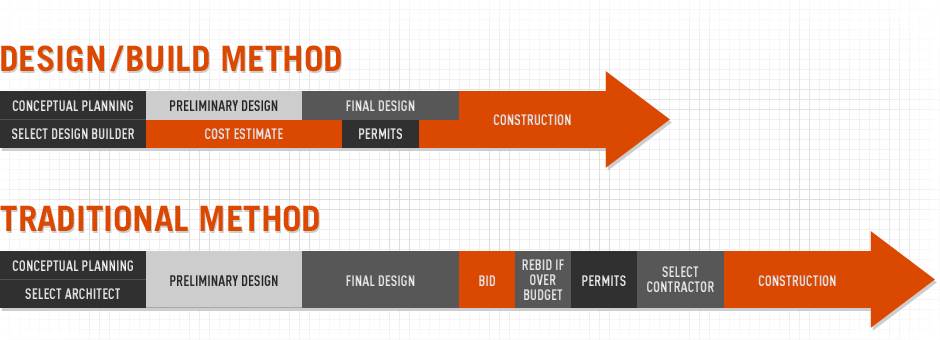 DESIGN/BUILD METHOD
CONCEPTUAL PLANNING
PRELIMINARY DESIGN
FINAL DESIGN
CONSTRUCTION
SELECT DESIGN BUILDER
COST ESTIMATE
PERMITS
TRADITIONAL METHOD
CONCEPTUAL PLANNING
SELECT ARCHITECT
PRELIMINARY DESIGN
FINAL DESIGN
BID
REBID IF
OVER
BUDGET
PERMITS
SELECT
CONTRACTOR
CONSTRUCTION